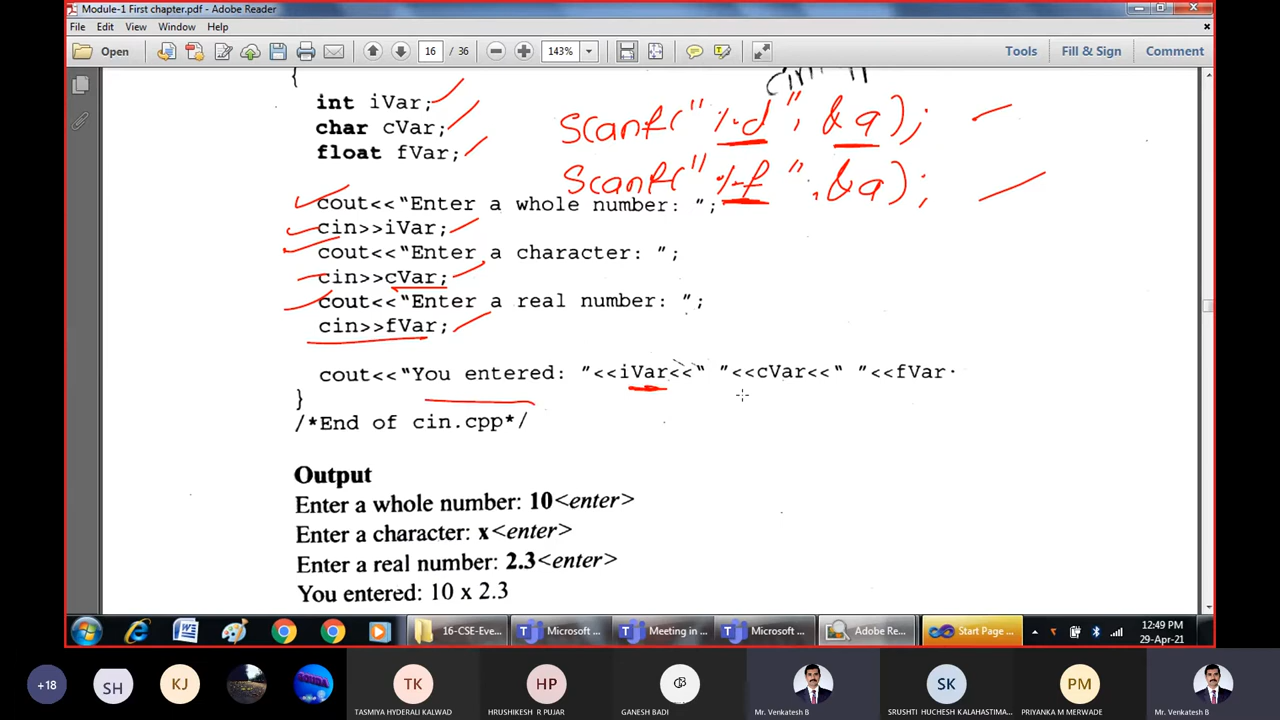 Module-1 First chapter.pdf - Adobe Reader
File Edit View Window Help
Open 16 / 36 143% Tools Fill & Sign Comment
{
int iVar;
char cVar;
float fVar;
Scanf("%d", &a);
Scanf("%f", &a);
cout<<“Enter a whole number: ”;
cin>>iVar;
cout<<“Enter a character: ”;
cin>>cVar;
cout<<“Enter a real number: ”;
cin>>fVar;
cout<<“You entered: ”<<iVar<<“ ”<<cVar<<“ ”<<fVar
}
/*End of cin.cpp*/
Output
Enter a whole number: 10<enter>
Enter a character: x<enter>
Enter a real number: 2.3<enter>
You entered: 10 x 2.3
16-CSE-Eve... Microsoft ... Meeting in ... Microsoft ... Adobe Re... Start Page ...
12:49 PM
29-Apr-21
+18 SH KJ TK HP GB SK PM
TASMIYA HYDERALI KALWAD HRUSHIKESH R PUJAR GANESH BADI Mr. Venkatesh B SRUSHTI HUCHESH KALAHASTIMA... PRIYANKA M MERWADE Mr. Venkatesh B